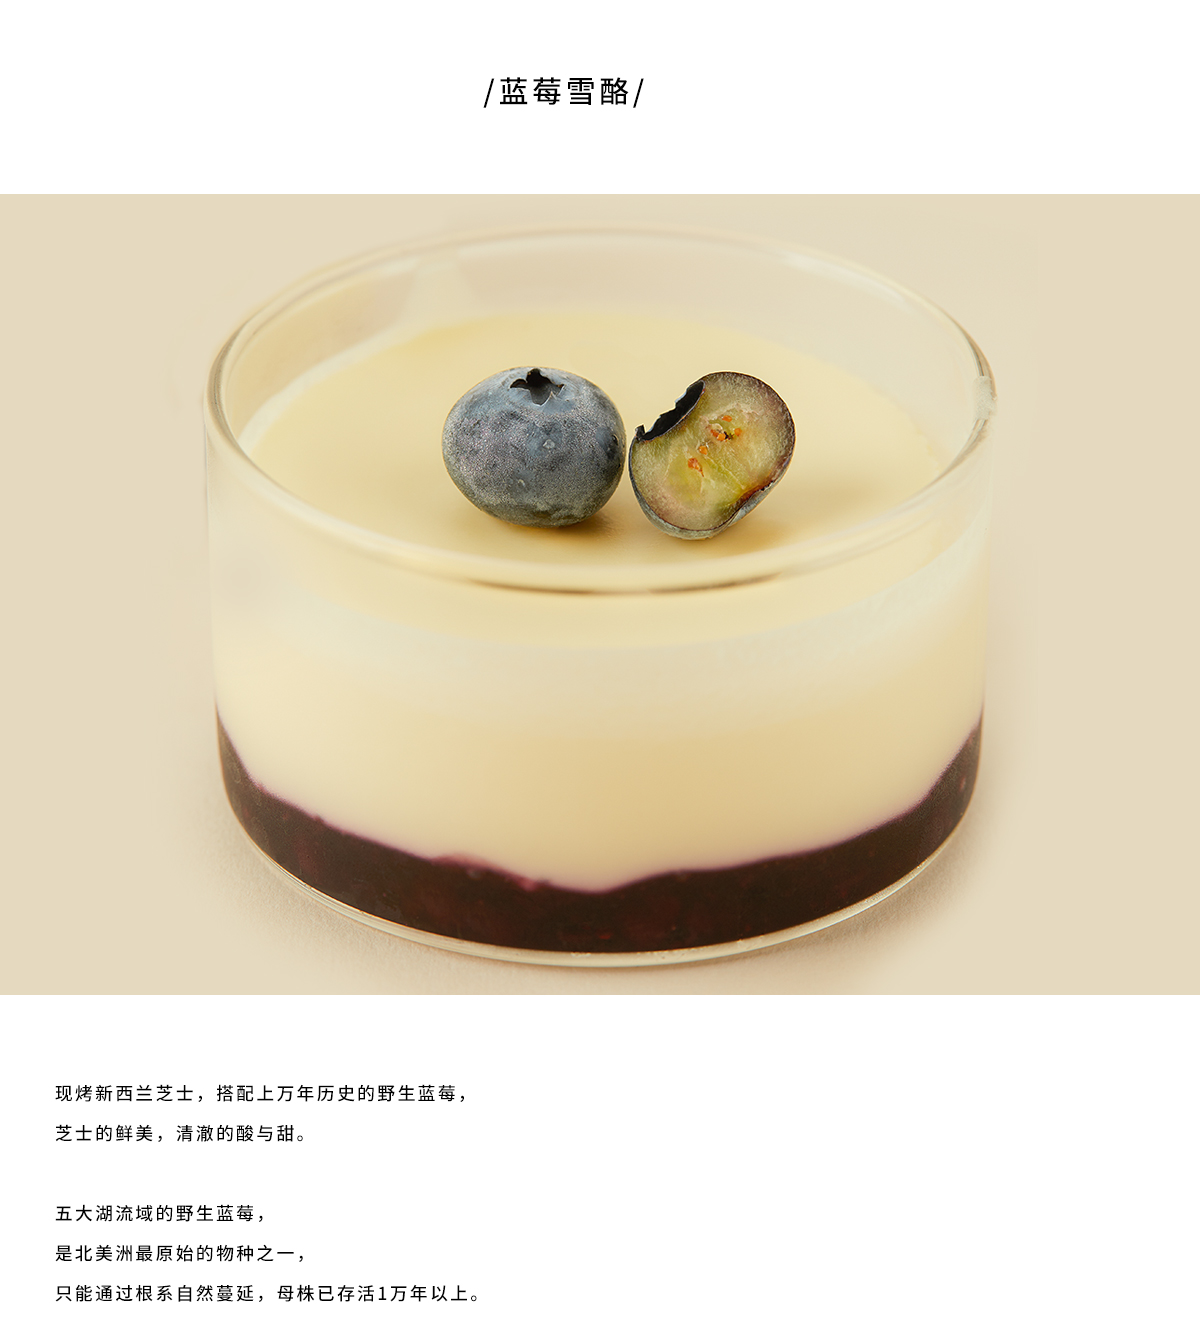 /蓝莓雪酪/
现烤新西兰芝士，搭配上万年历史的野生蓝莓，
芝士的鲜美，清澈的酸与甜。
五大湖流域的野生蓝莓，
是北美洲最原始的物种之一，
只能通过根系自然蔓延，母株已存活1万年以上。